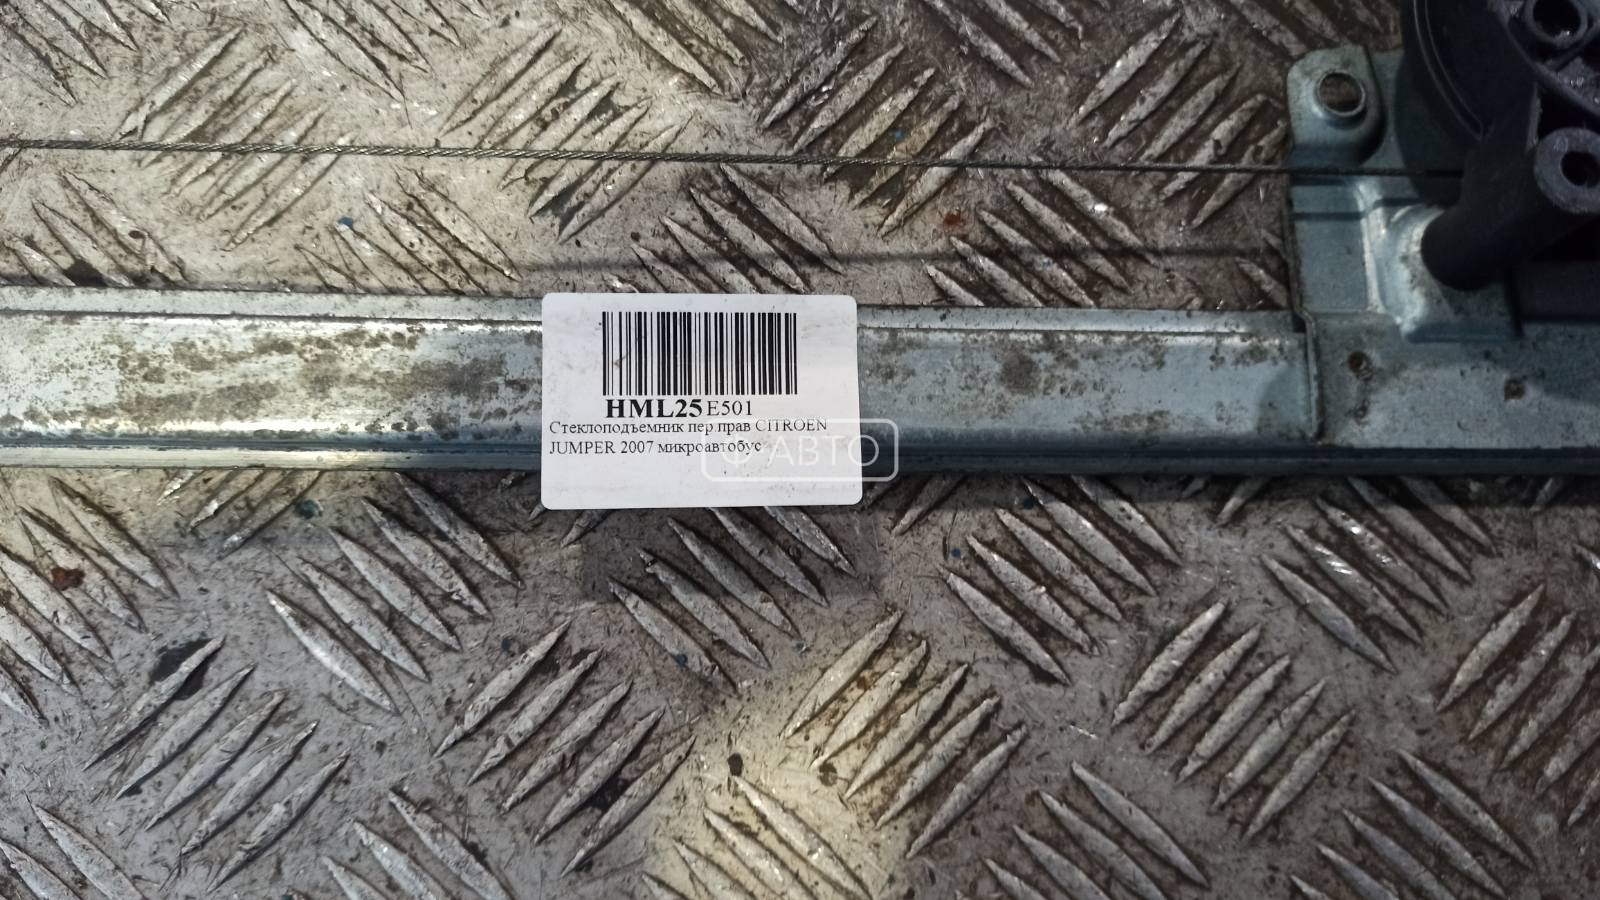 HML25E501
Стеклоподъемник пер.прав CITROEN
JUMPER 2007 микроавтобус
Ф АВТО